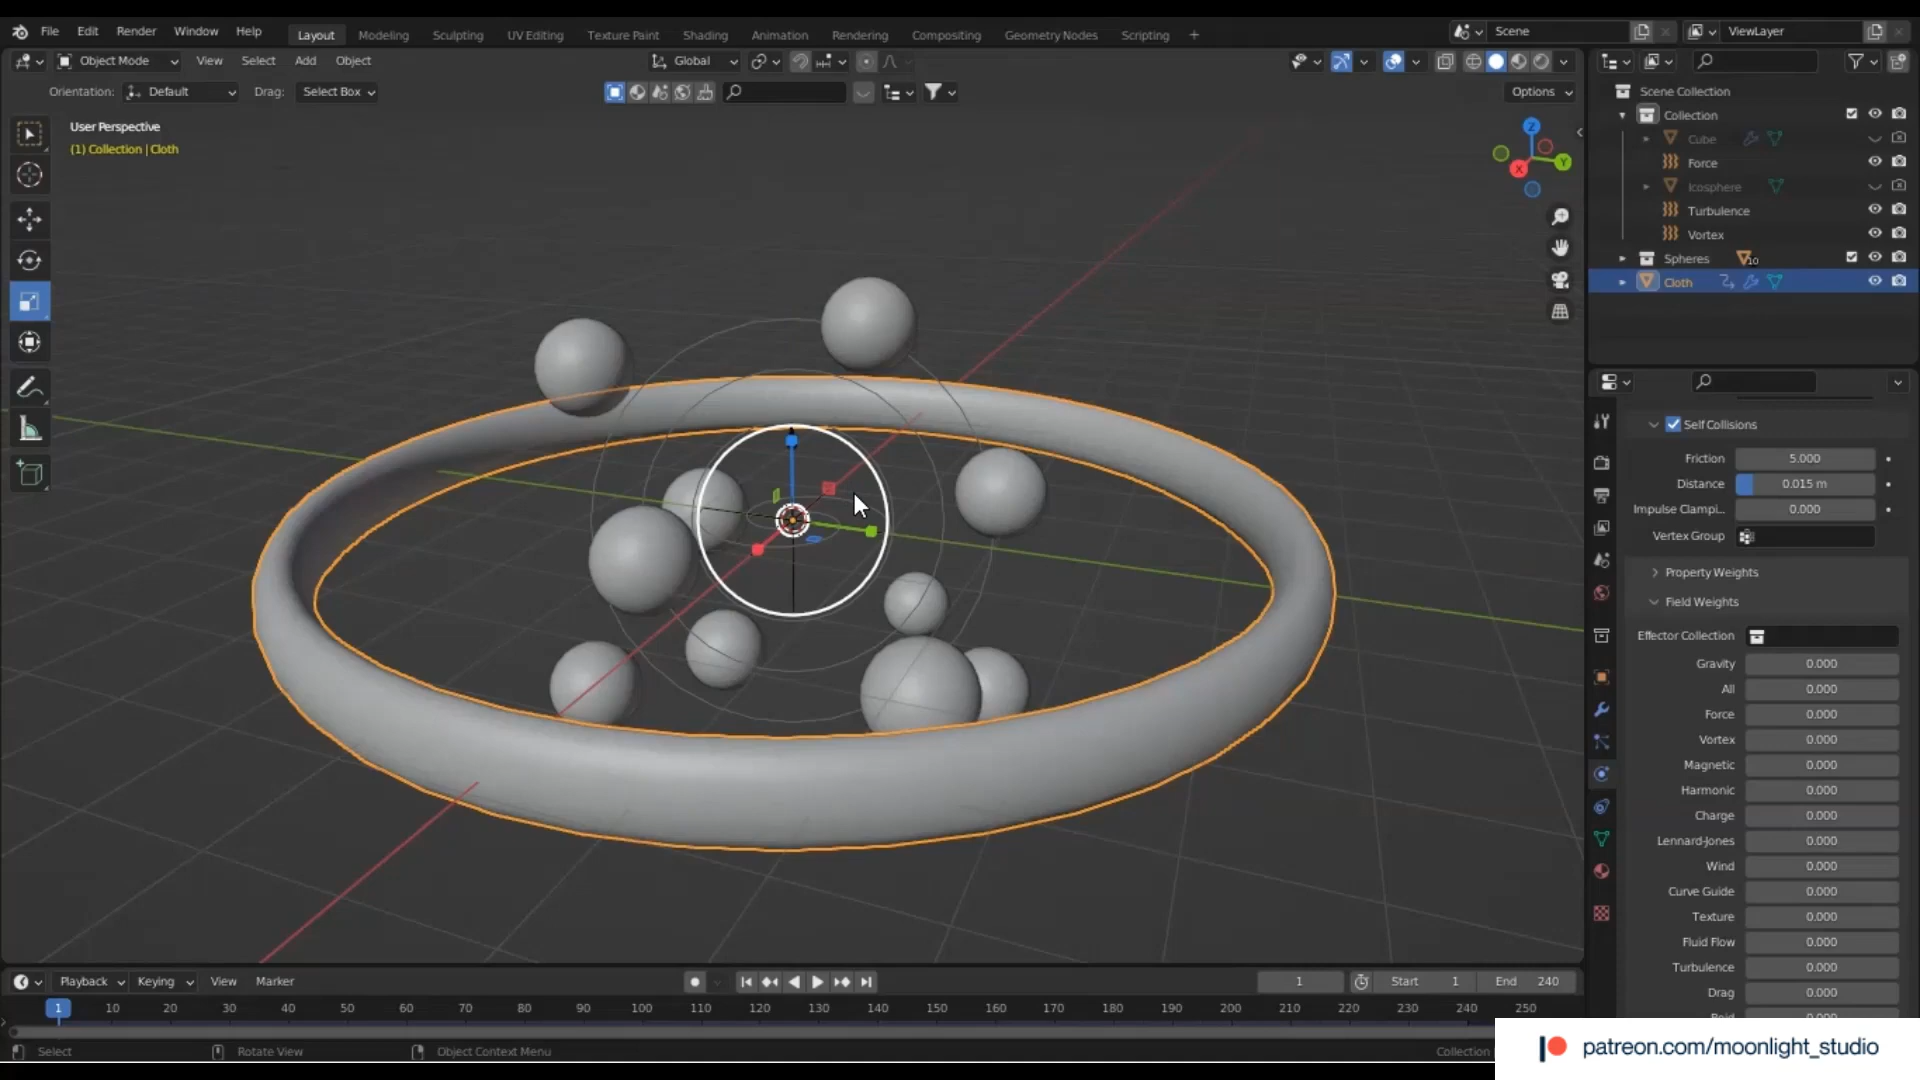 File Edit Render Window Help Layout Modeling Sculpting UV Editing Texture Paint Shading Animation Rendering Compositing Geometry Nodes Scripting + Scene ViewLayer
Object Mode View Select Add Object Global
Orientation: Default Drag: Select Box Options
User Perspective
(1) Collection | Cloth
Z
Y
X
Scene Collection
Collection
Cube
Force
Icosphere
Turbulence
Vortex
Spheres 10
Cloth
Self Collisions
Friction 5.000
Distance 0.015 m
Impulse Clampi... 0.000
Vertex Group
Property Weights
Field Weights
Effector Collection
Gravity 0.000
All 0.000
Force 0.000
Vortex 0.000
Magnetic 0.000
Harmonic 0.000
Charge 0.000
Lennard-Jones 0.000
Wind 0.000
Curve Guide 0.000
Texture 0.000
Fluid Flow 0.000
Turbulence 0.000
Drag 0.000
Playback Keying View Marker 1 Start 1 End 240
1 10 20 30 40 50 60 70 80 90 100 110 120 130 140 150 160 170 180 190 200 210 220 230 240 250
Select Rotate View Object Context Menu Collection
patreon.com/moonlight_studio